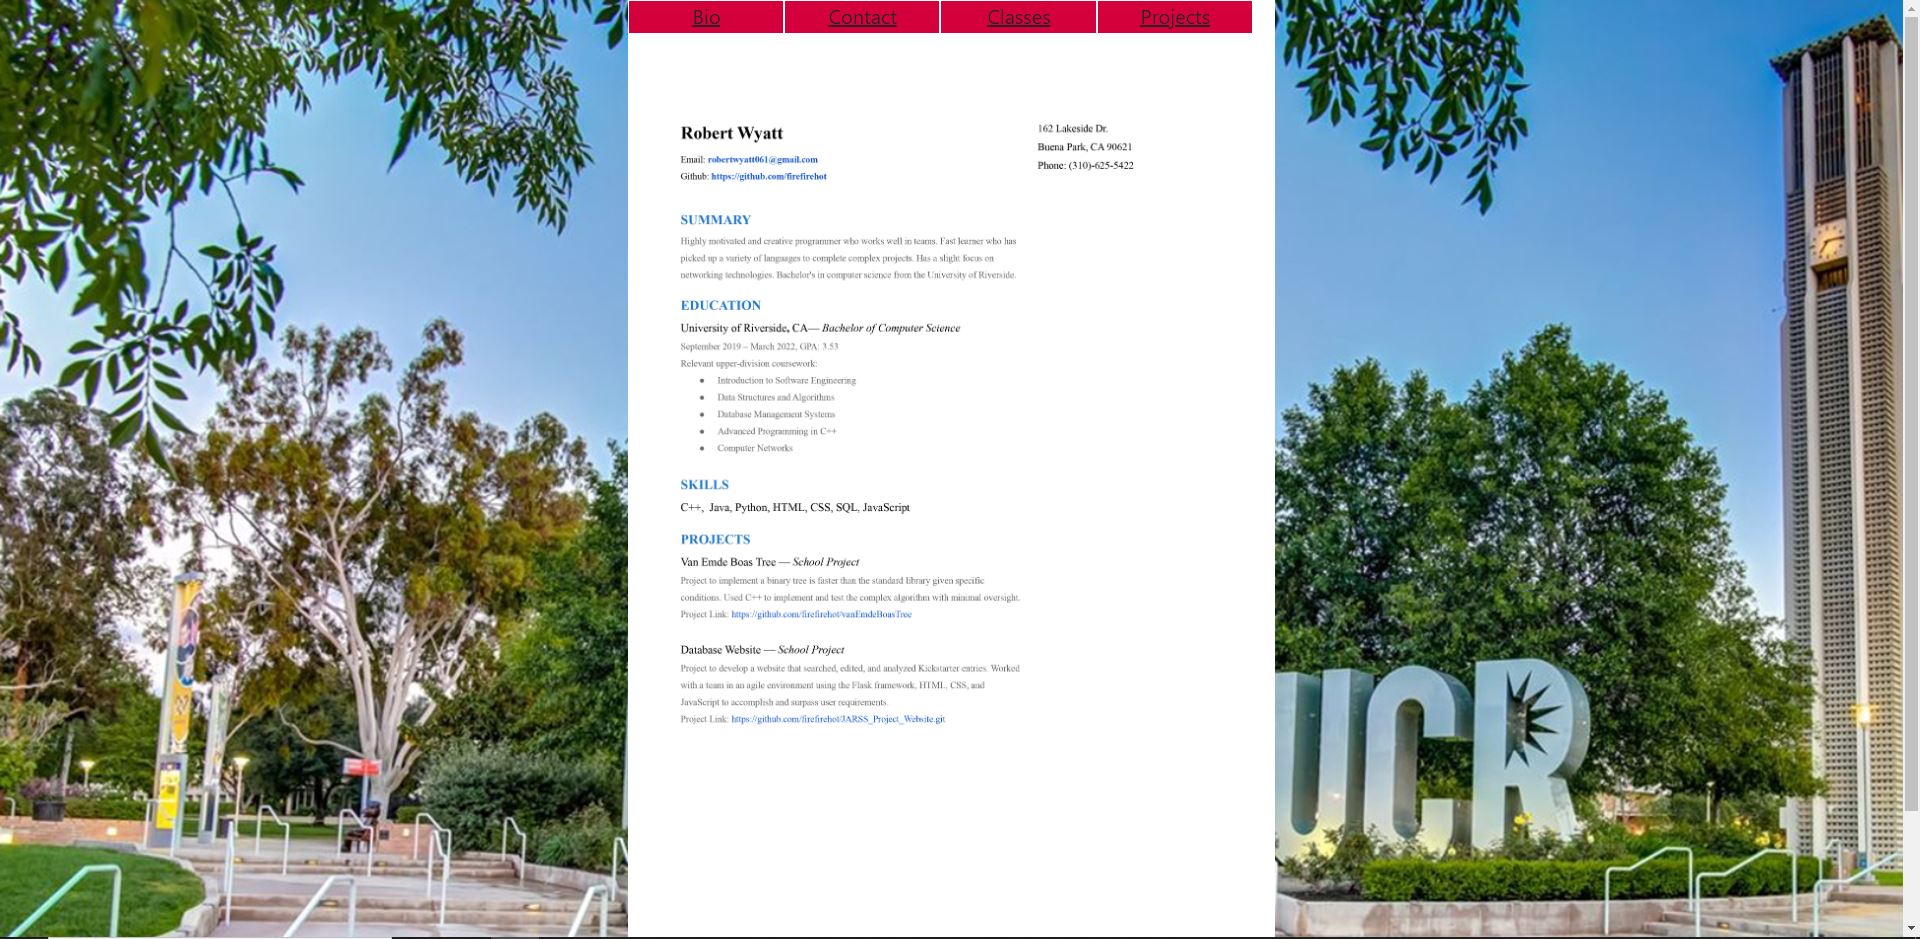 Bio Contact Classes Projects
Robert Wyatt
Email: robertwyatt061@gmail.com
Github: https://github.com/firefirehot
162 Lakeside Dr.
Buena Park, CA 90621
Phone: (310)-625-5422
SUMMARY
Highly motivated and creative programmer who works well in teams. Fast learner who has
picked up a variety of languages to complete complex projects. Has a slight focus on
networking technologies. Bachelor's in computer science from the University of Riverside.
EDUCATION
University of Riverside, CA— Bachelor of Computer Science
September 2019 – March 2022, GPA: 3.53
Relevant upper-division coursework:
● Introduction to Software Engineering
● Data Structures and Algorithms
● Database Management Systems
● Advanced Programming in C++
● Computer Networks
SKILLS
C++, Java, Python, HTML, CSS, SQL, JavaScript
PROJECTS
Van Emde Boas Tree — School Project
Project to implement a binary tree is faster than the standard library given specific
conditions. Used C++ to implement and test the complex algorithm with minimal oversight.
Project Link: https://github.com/firefirehot/vanEmdeBoasTree
Database Website — School Project
Project to develop a website that searched, edited, and analyzed Kickstarter entries. Worked
with a team in an agile environment using the Flask framework, HTML, CSS, and
JavaScript to accomplish and surpass user requirements.
Project Link: https://github.com/firefirehot/JARSS_Project_Website.git
UCR